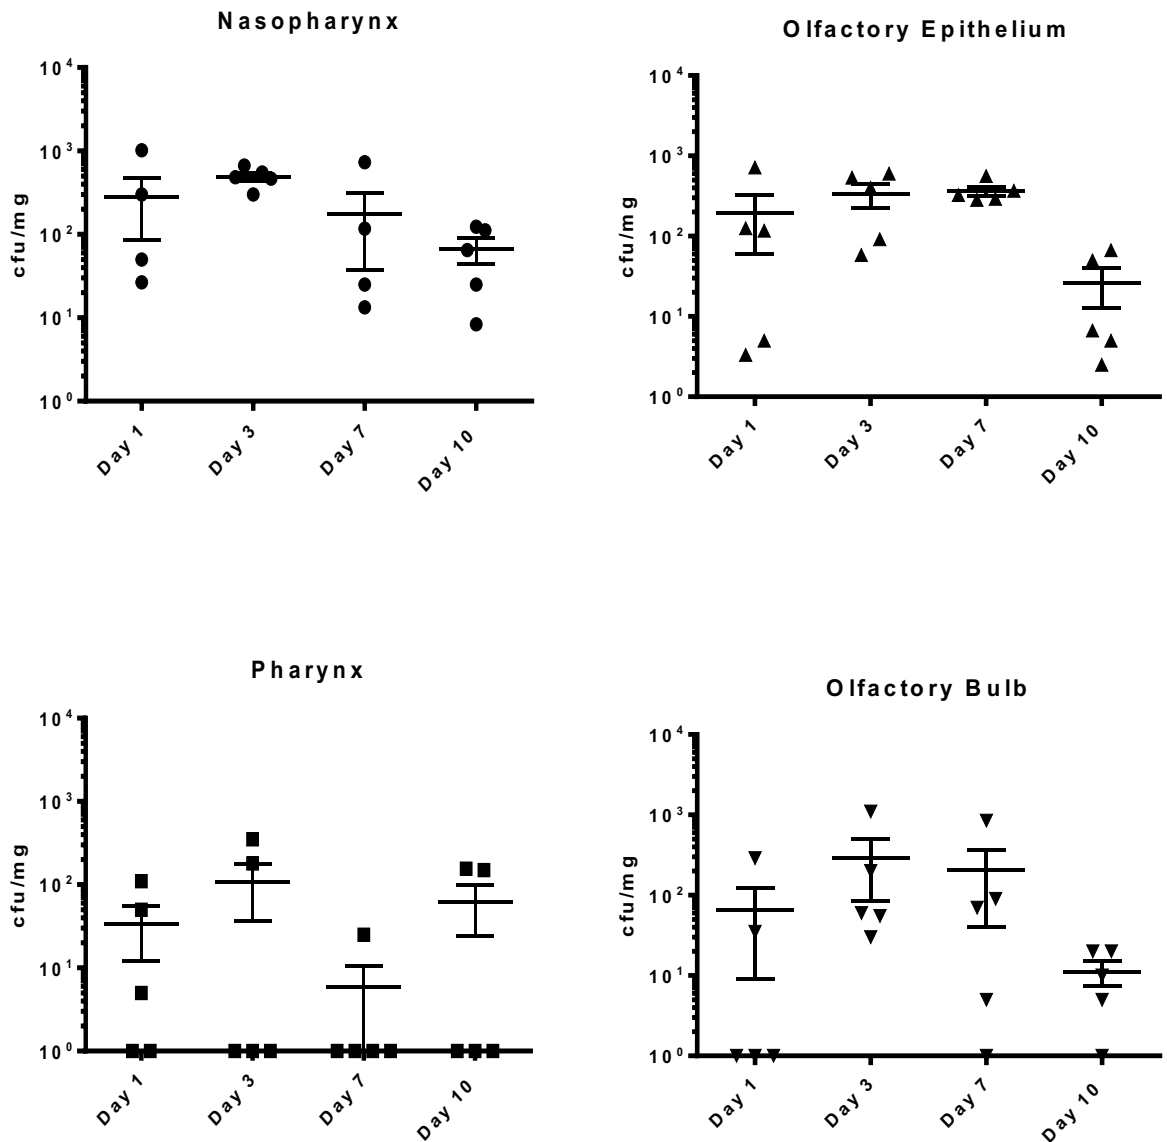 Nasopharynx
cfu/mg
10^4
10^3
10^2
10^1
10^0
Day 1
Day 3
Day 7
Day 10
Olfactory Epithelium
cfu/mg
10^4
10^3
10^2
10^1
10^0
Day 1
Day 3
Day 7
Day 10
Pharynx
cfu/mg
10^4
10^3
10^2
10^1
10^0
Day 1
Day 3
Day 7
Day 10
Olfactory Bulb
cfu/mg
10^4
10^3
10^2
10^1
10^0
Day 1
Day 3
Day 7
Day 10